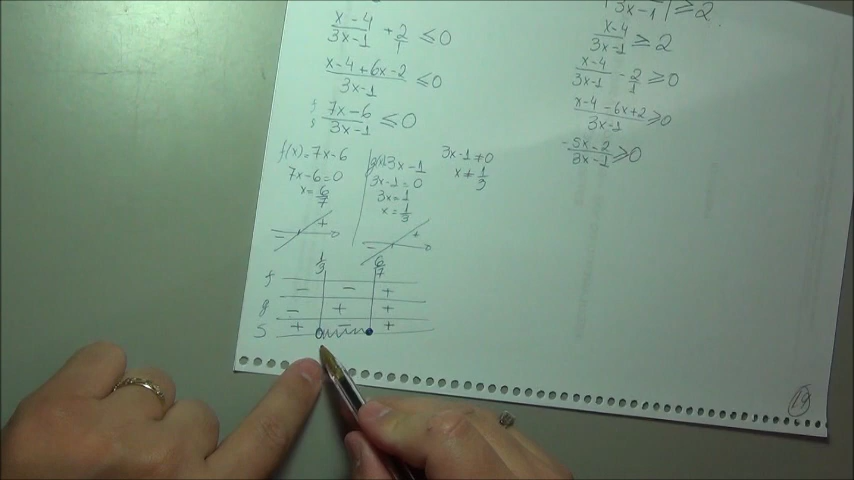 x-4/3x-1 + 2/1 ≤ 0
x-4+6x-2/3x-1 ≤ 0
f
g
7x-6/3x-1 ≤ 0
f(x)=7x-6
7x-6=0
x=6/7
- +
g(x)=3x-1
3x-1=0
3x=1
x=1/3
- +
3x-1≠0
x≠1/3
1/3 6/7
f - - +
g - + +
S + - +
3x-1| ≥ 2
x-4/3x-1 ≥ 2
x-4/3x-1 - 2/1 ≥ 0
x-4-6x+2/3x-1 ≥ 0
-5x-2/3x-1 ≥ 0
19